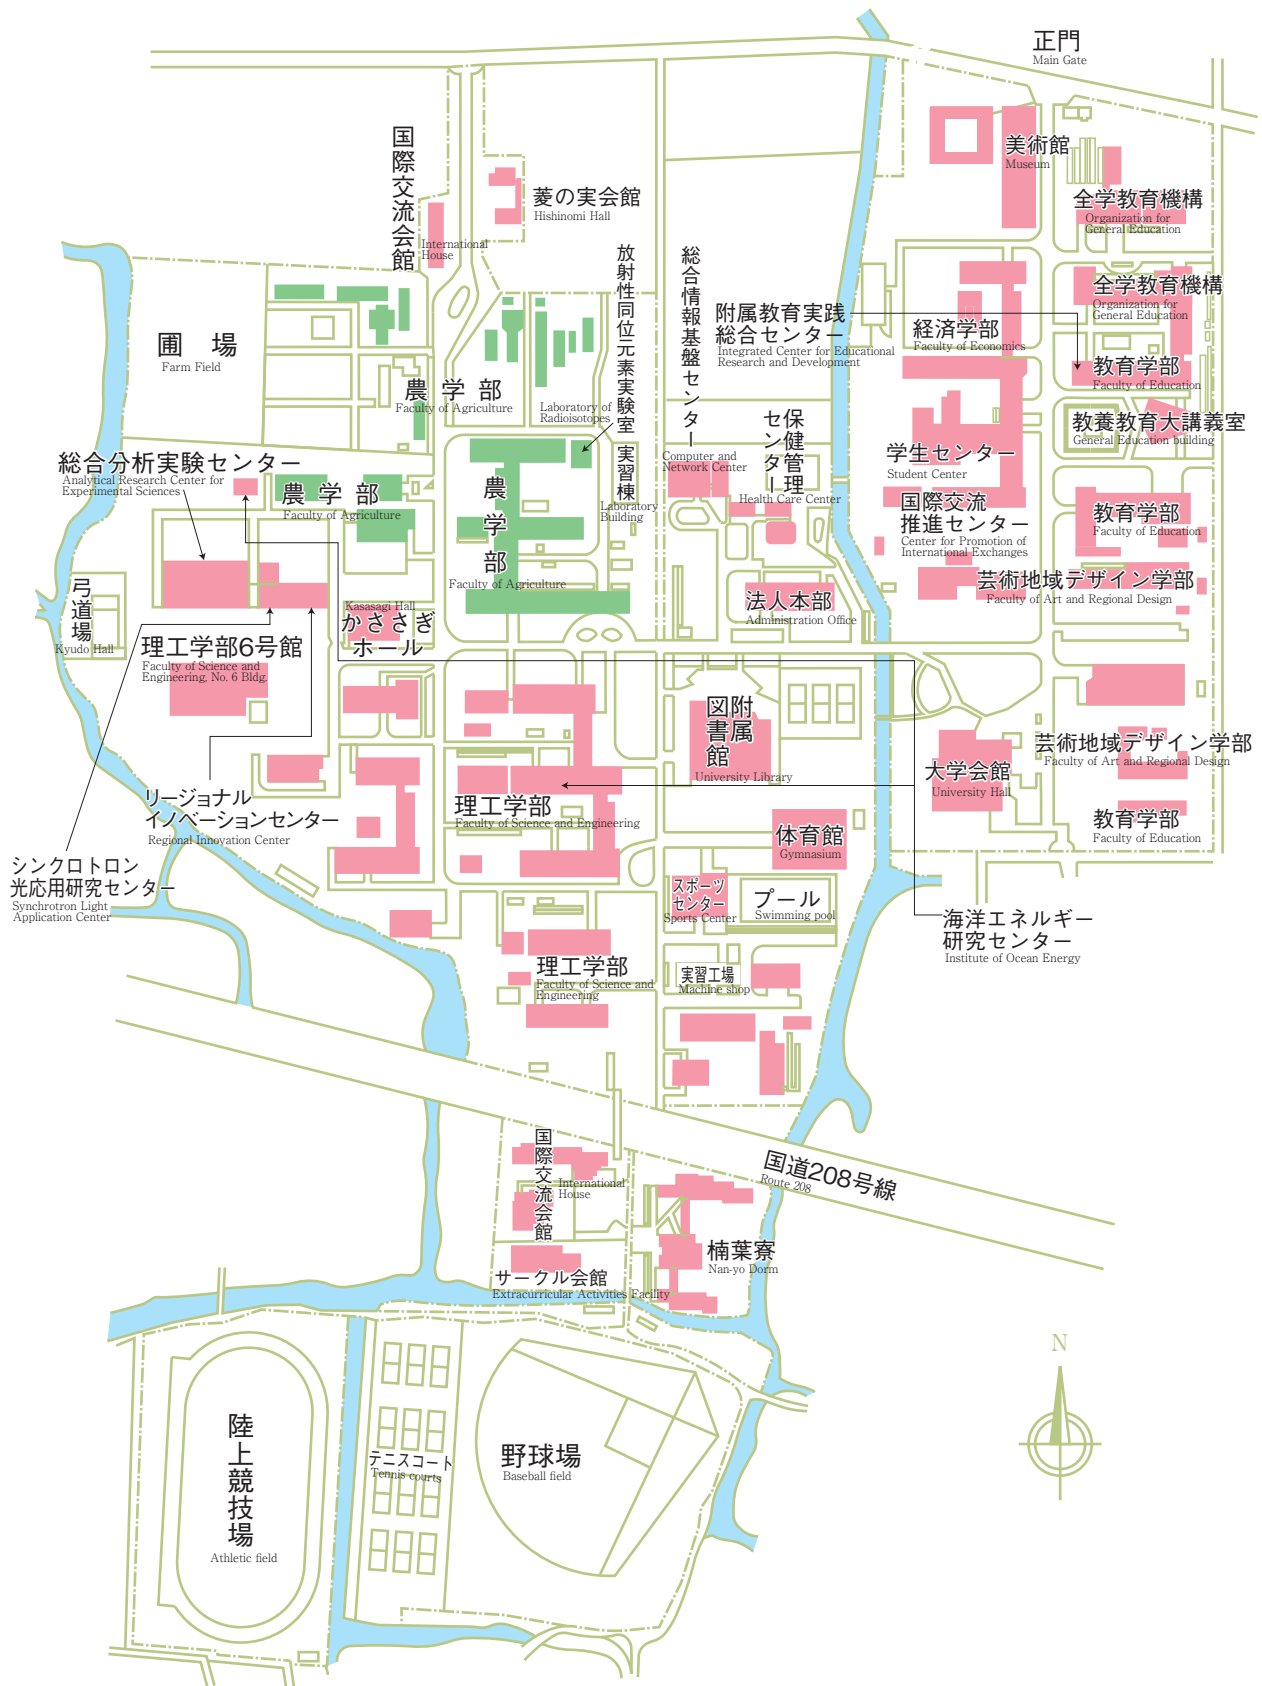 正門
Main Gate
美術館
Museum
全学教育機構
Organization for
General Education
国際交流会館
International
House
菱の実会館
Hishinomi Hall
放射性同位元素実験室
Laboratory of
Radioisotopes
総合情報基盤センター
Computer and
Network Center
附属教育実践
総合センター
Integrated Center for Educational
Research and Development
経済学部
Faculty of Economics
全学教育機構
Organization for
General Education
教育学部
Faculty of Education
教養教育大講義室
General Education building
圃場
Farm Field
農学部
Faculty of Agriculture
保健管理
センター
Health Care Center
学生センター
Student Center
総合分析実験センター
Analytical Research Center for
Experimental Sciences
農学部
Faculty of Agriculture
農学部
Faculty of Agriculture
実習棟
Laboratory
Building
国際交流
推進センター
Center for Promotion of
International Exchanges
教育学部
Faculty of Education
芸術地域デザイン学部
Faculty of Art and Regional Design
弓道場
Kyudo Hall
Kasasagi Hall
かささぎ
ホール
法人本部
Administration Office
理工学部6号館
Faculty of Science and
Engineering, No. 6 Bldg.
附属
図書館
University Library
芸術地域デザイン学部
Faculty of Art and Regional Design
大学会館
University Hall
リージョナル
イノベーションセンター
Regional Innovation Center
理工学部
Faculty of Science and Engineering
体育館
Gymnasium
教育学部
Faculty of Education
シンクロトロン
光応用研究センター
Synchrotron Light
Application Center
スポーツ
センター
Sports Center
プール
Swimming pool
海洋エネルギー
研究センター
Institute of Ocean Energy
理工学部
Faculty of Science and
Engineering
実習工場
Machine shop
国際交流会館
International
House
国道208号線
Route 208
楠葉寮
Nan-yo Dorm
サークル会館
Extracurricular Activities Facility
N
陸上競技場
Athletic field
テニスコート
Tennis courts
野球場
Baseball field